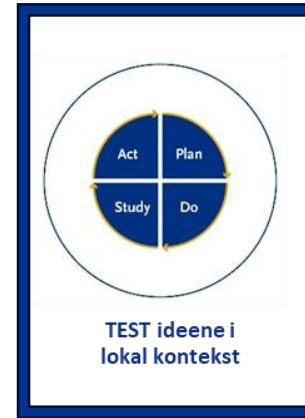 Act
Plan
Study
Do
TEST ideene i
lokal kontekst